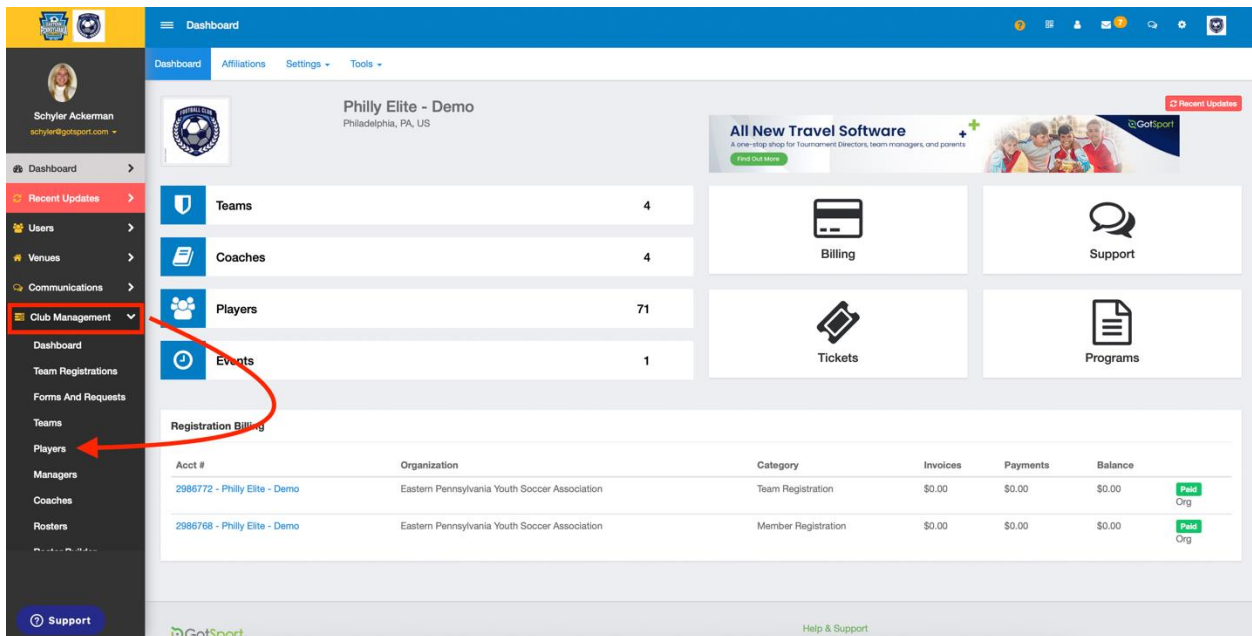 Dashboard
7
Schyler Ackerman
schyler@gotsport.com
Dashboard
Recent Updates
Users
Venues
Communications
Club Management
Dashboard
Team Registrations
Forms And Requests
Teams
Players
Managers
Coaches
Rosters
Roster Builder
Support
Dashboard Affiliations Settings Tools
FOOTBALL CLUB
Philly Elite - Demo
Philadelphia, PA, US
Recent Updates
All New Travel Software
A one-stop shop for Tournament Directors, team managers, and parents
Find Out More
GotSport
Teams 4
Coaches 4
Players 71
Events 1
Billing
Support
Tickets
Programs
Registration Billing
Acct # Organization Category Invoices Payments Balance
2986772 - Philly Elite - Demo Eastern Pennsylvania Youth Soccer Association Team Registration $0.00 $0.00 $0.00 Paid
Org
2986768 - Philly Elite - Demo Eastern Pennsylvania Youth Soccer Association Member Registration $0.00 $0.00 $0.00 Paid
Org
GotSport
Help & Support